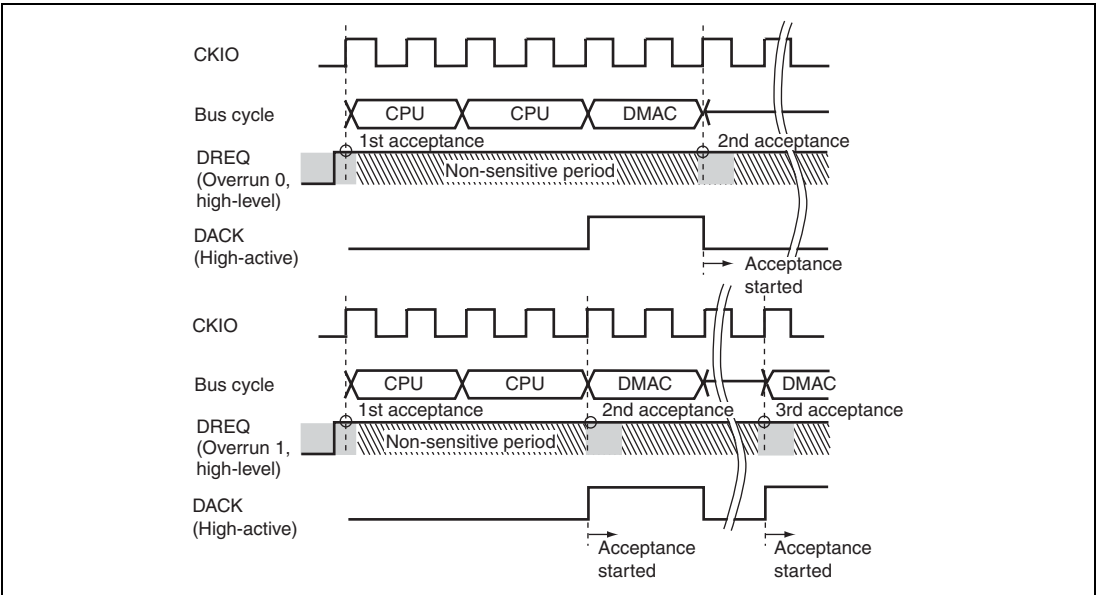 CKIO
Bus cycle
CPU CPU DMAC
1st acceptance 2nd acceptance
DREQ
(Overrun 0,
high-level)
Non-sensitive period
DACK
(High-active)
Acceptance
started
CKIO
Bus cycle
CPU CPU DMAC DMAC
1st acceptance 2nd acceptance 3rd acceptance
DREQ
(Overrun 1,
high-level)
Non-sensitive period
DACK
(High-active)
Acceptance
started
Acceptance
started